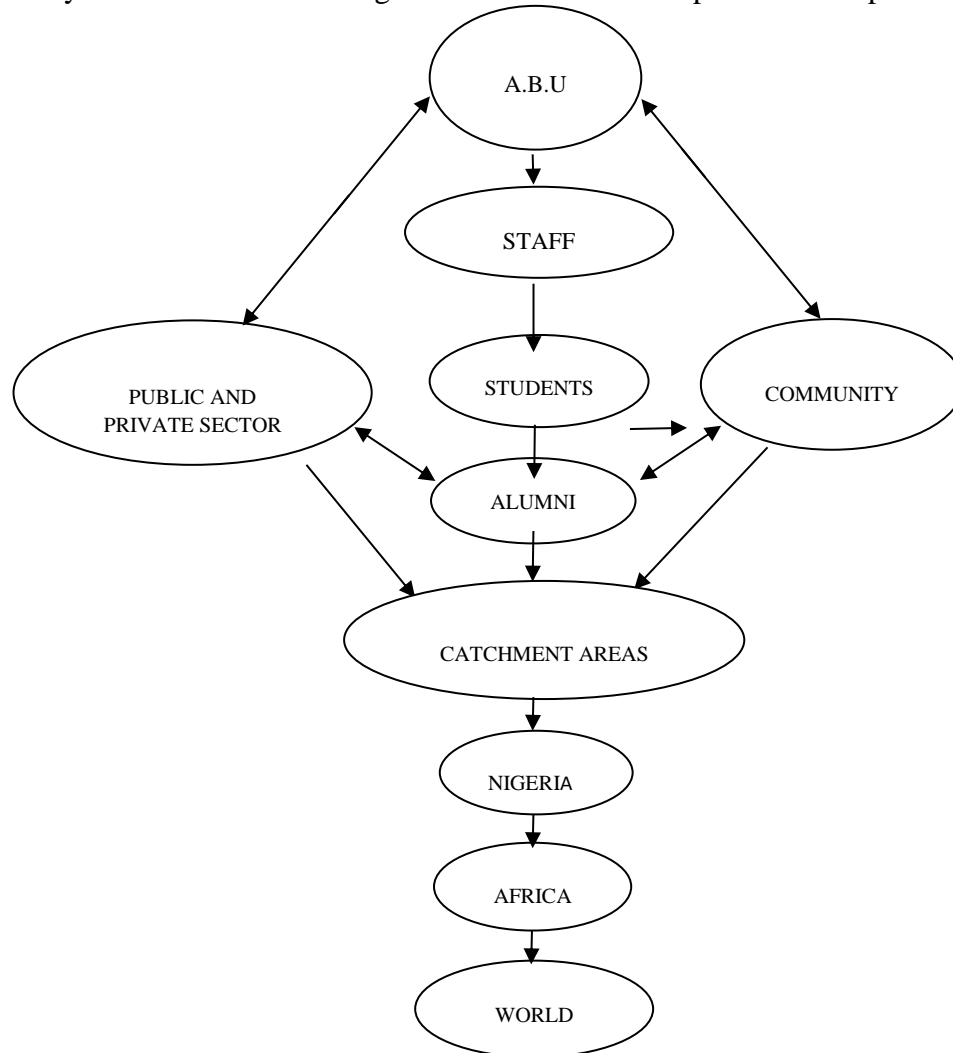 A.B.U
STAFF
STUDENTS
PUBLIC AND
PRIVATE SECTOR
COMMUNITY
ALUMNI
CATCHMENT AREAS
NIGERIA
AFRICA
WORLD